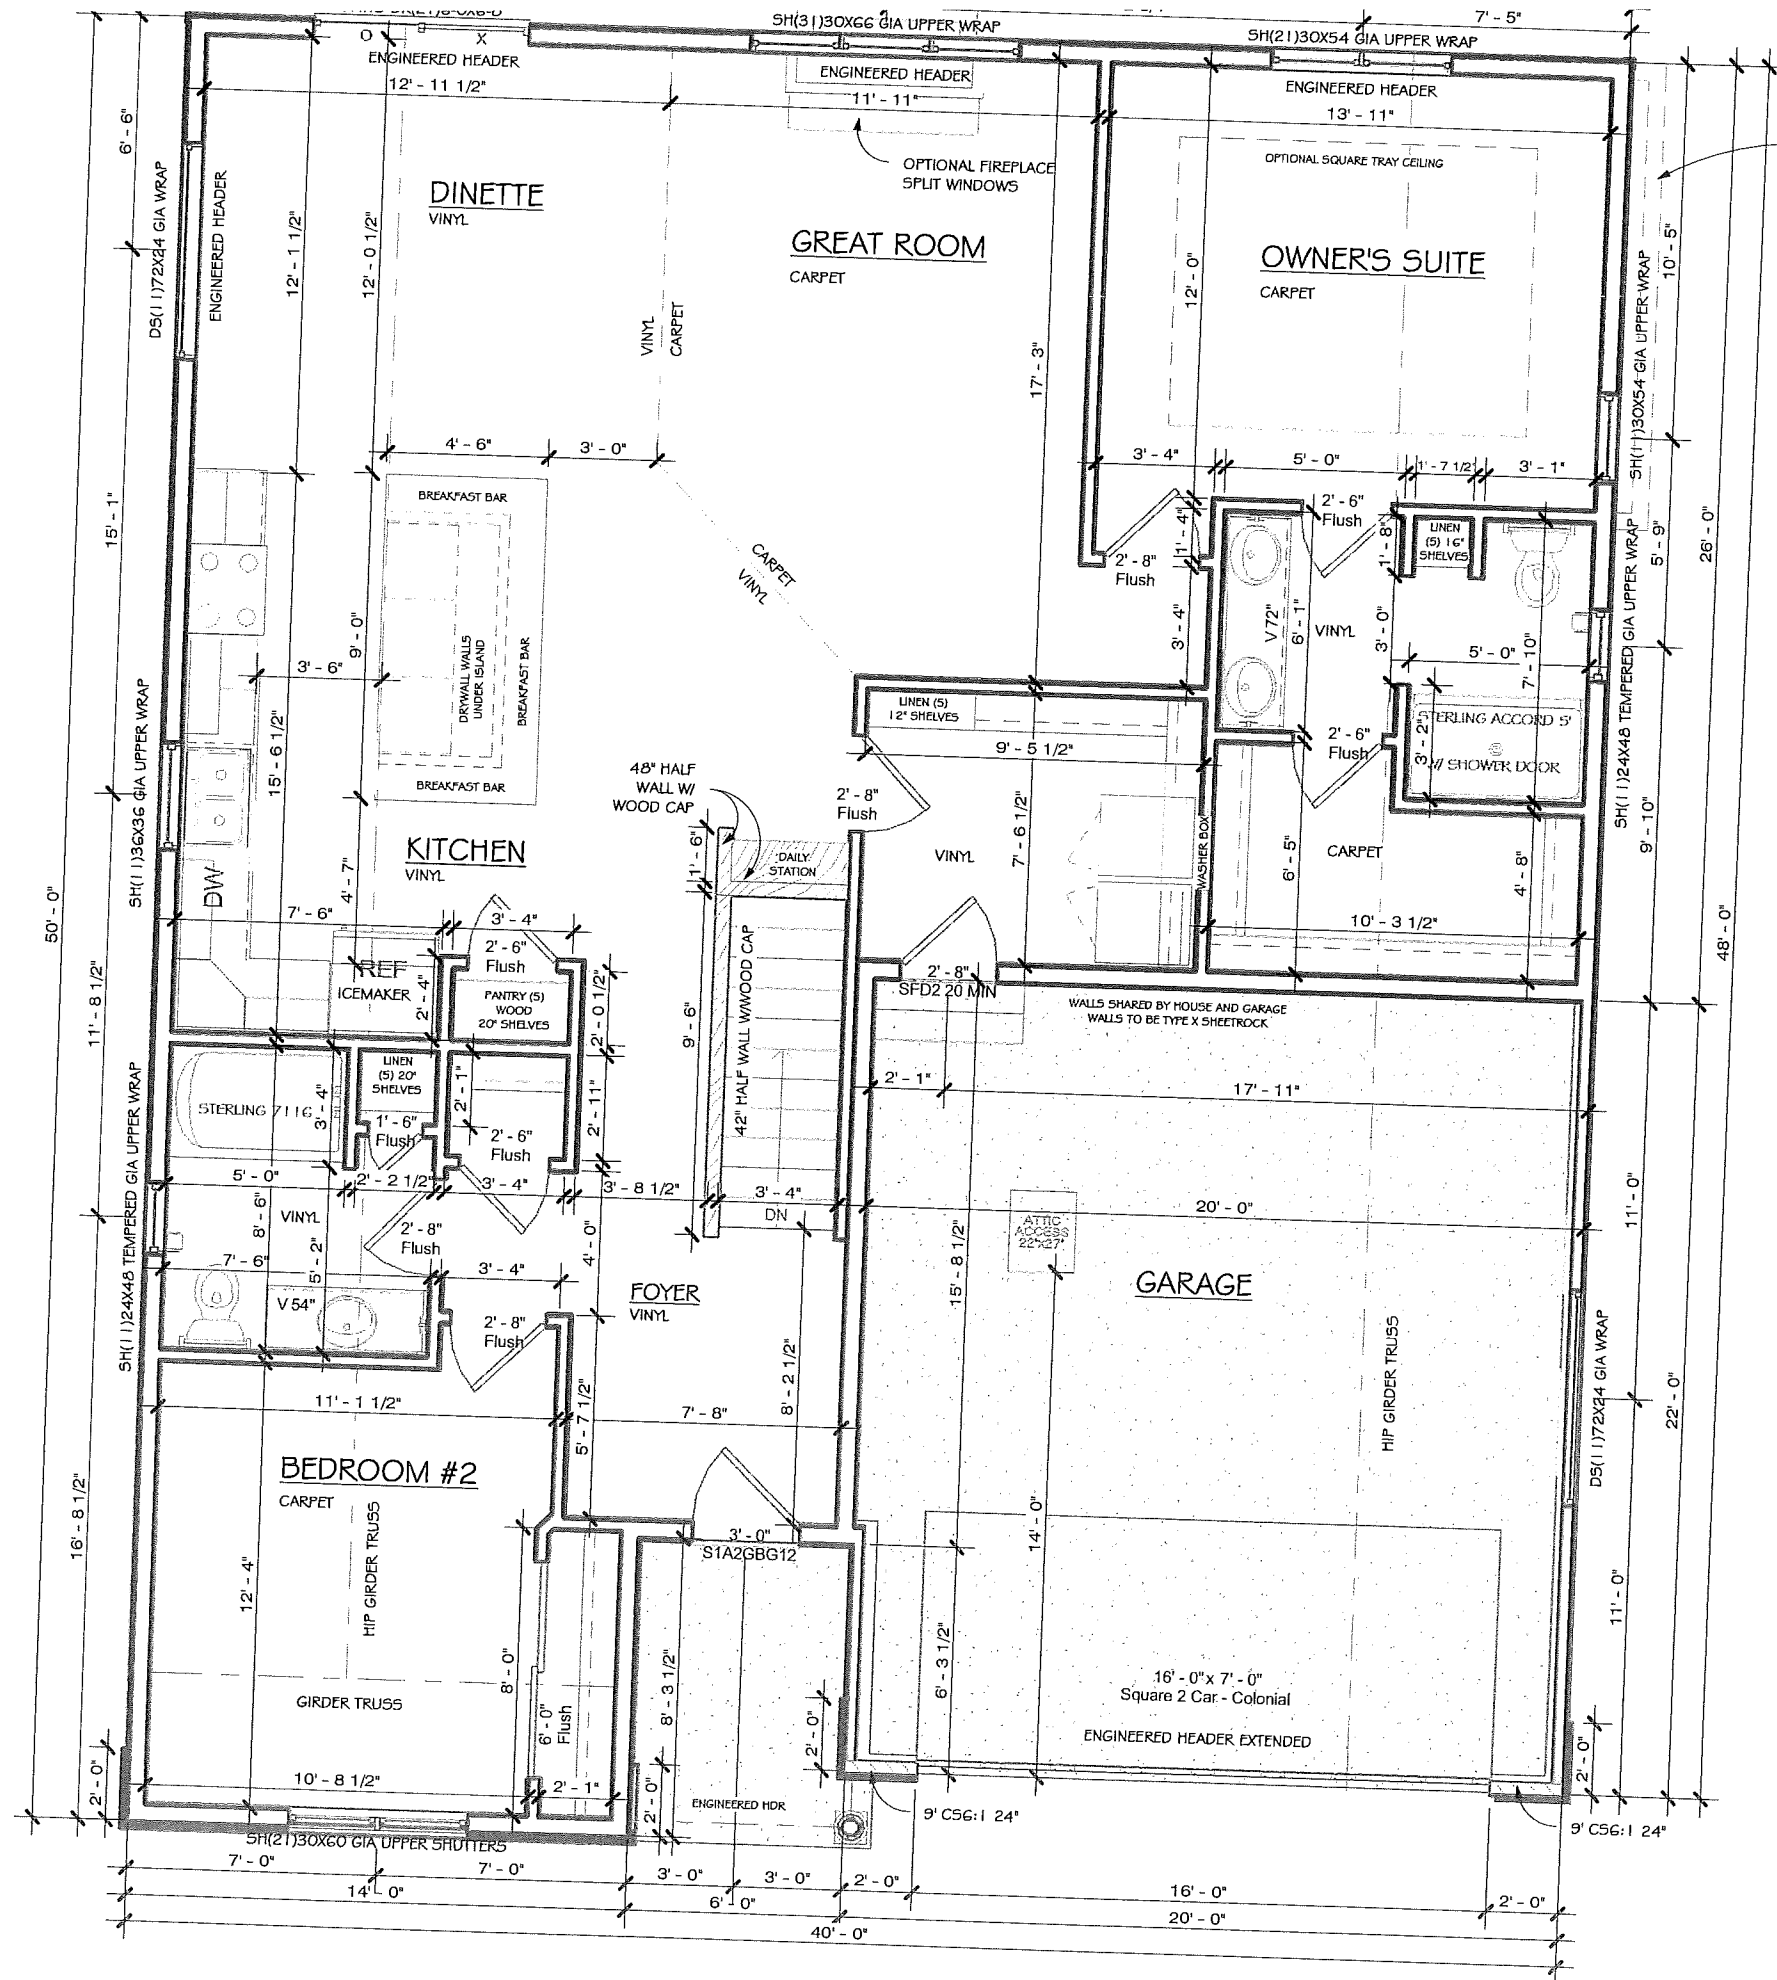 SH(31)30X66 GIA UPPER WRAP
7' - 5"
SH(21)30X54 GIA UPPER WRAP
O
X
ENGINEERED HEADER
ENGINEERED HEADER
ENGINEERED HEADER
12' - 11 1/2"
11' - 11"
13' - 11"
6' - 6"
OPTIONAL FIREPLACE
SPLIT WINDOWS
OPTIONAL SQUARE TRAY CEILING
DS(11)72X24 GIA WRAP
ENGINEERED HEADER
DINETTE
VINYL
12' - 1 1/2"
12' - 0 1/2"
GREAT ROOM
CARPET
OWNER'S SUITE
CARPET
12' - 0"
10' - 5"
SH(11)30X54 GIA UPPER WRAP
VINYL
CARPET
17' - 3"
4' - 6"
3' - 0"
3' - 4"
5' - 0"
1' - 7 1/2"
3' - 1"
BREAKFAST BAR
2' - 6"
Flush
1' - 4"
1' - 8"
LINEN
(5) 16"
SHELVES
15' - 1"
CARPET
VINYL
2' - 8"
Flush
5' - 9"
26' - 0"
9' - 0"
DRYWALL WALLS
UNDER ISLAND
BREAKFAST BAR
3' - 4"
V 72"
6' - 1"
VINYL
3' - 0"
5' - 0"
7' - 10"
SH(11)24X48 TEMPERED GIA UPPER WRAP
3' - 6"
SH(11)36X36 GIA UPPER WRAP
15' - 6 1/2"
LINEN (5)
12" SHELVES
9' - 5 1/2"
2' - 6"
Flush
3' - 2"
STERLING ACCORD 5'
W/ SHOWER DOOR
BREAKFAST BAR
48" HALF
WALL W/
WOOD CAP
2' - 8"
Flush
7' - 6 1/2"
WASHER BOX
KITCHEN
VINYL
DW
4' - 7"
1' - 6"
DAILY
STATION
VINYL
6' - 5"
CARPET
4' - 8"
9' - 10"
50' - 0"
48' - 0"
7' - 6"
3' - 4"
10' - 3 1/2"
2' - 6"
Flush
REF
ICEMAKER
2' - 4"
PANTRY (5)
WOOD
20" SHELVES
2' - 0 1/2"
42" HALF WALL W/WOOD CAP
9' - 6"
2' - 8"
SFD2 20 MIN
WALLS SHARED BY HOUSE AND GARAGE
WALLS TO BE TYPE X SHEETROCK
11' - 8 1/2"
STERLING 7116
3' - 4"
LINEN
(5) 20"
SHELVES
2' - 1"
2' - 11"
2' - 1"
17' - 11"
1' - 6"
Flush
2' - 6"
Flush
SH(11)24X48 TEMPERED GIA UPPER WRAP
5' - 0"
2' - 2 1/2"
3' - 4"
3' - 8 1/2"
3' - 4"
DN
20' - 0"
11' - 0"
VINYL
8' - 6"
5' - 2"
2' - 8"
Flush
4' - 0"
ATTIC
ACCESS
22"x27"
15' - 8 1/2"
7' - 6"
3' - 4"
V 54"
FOYER
VINYL
GARAGE
2' - 8"
Flush
8' - 2 1/2"
HIP GIRDER TRUSS
DS(11)72X24 GIA WRAP
22' - 0"
11' - 1 1/2"
5' - 7 1/2"
7' - 8"
BEDROOM #2
CARPET
16' - 8 1/2"
HIP GIRDER TRUSS
12' - 4"
3' - 0"
S1A2GBG12
14' - 0"
11' - 0"
8' - 0"
6' - 0"
Flush
8' - 3 1/2"
6' - 3 1/2"
16' - 0" x 7' - 0"
Square 2 Car - Colonial
GIRDER TRUSS
ENGINEERED HEADER EXTENDED
2' - 0"
2' - 0"
2' - 0"
2' - 0"
10' - 8 1/2"
2' - 1"
ENGINEERED HDR
9' CS6:1 24"
9' CS6:1 24"
SH(21)30X60 GIA UPPER SHUTTERS
7' - 0"
7' - 0"
3' - 0"
3' - 0"
2' - 0"
16' - 0"
2' - 0"
14' - 0"
6' - 0"
20' - 0"
40' - 0"